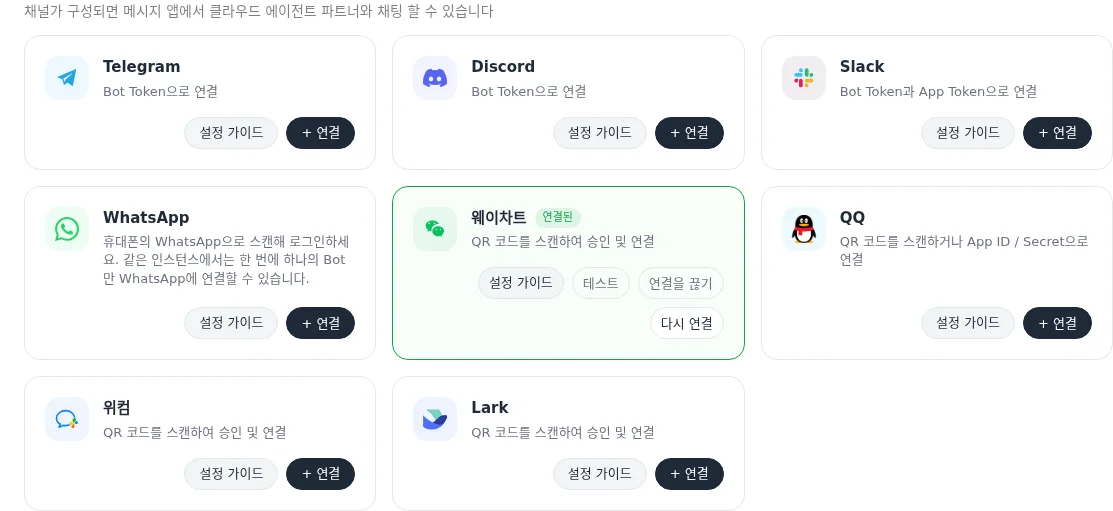 채널가 구성되면 메시지 앱에서 클라우드 에이전트 파트너와 채팅 할 수 있습니다
Telegram
Bot Token으로 연결
설정 가이드
+ 연결
Discord
Bot Token으로 연결
설정 가이드
+ 연결
Slack
Bot Token과 App Token으로 연결
설정 가이드
+ 연결
WhatsApp
휴대폰의 WhatsApp으로 스캔해 로그인하세
요. 같은 인스턴스에서는 한 번에 하나의 Bot
만 WhatsApp에 연결할 수 있습니다.
설정 가이드
+ 연결
웨이차트 연결된
QR 코드를 스캔하여 승인 및 연결
설정 가이드
테스트
연결을 끊기
다시 연결
QQ
QR 코드를 스캔하거나 App ID / Secret으로
연결
설정 가이드
+ 연결
위컴
QR 코드를 스캔하여 승인 및 연결
설정 가이드
+ 연결
Lark
QR 코드를 스캔하여 승인 및 연결
설정 가이드
+ 연결